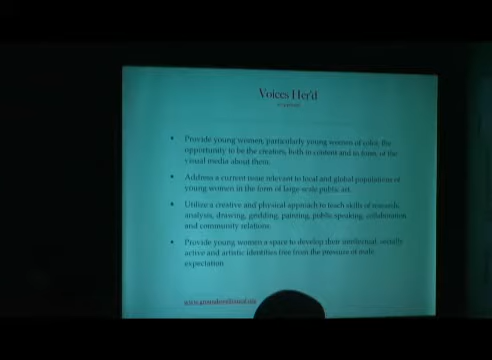 Voices Her'd
Provide young women, particularly young women of color, the
opportunity to be the creators, both in content and in form, of the
visual media about them.
Address a current issue relevant to local and global populations of
young women in the form of large-scale public art.
Utilize a creative and physical approach to teach skills of research,
analysis, drawing, gridding, painting, public speaking, collaboration
and community relations.
Provide young women a space to develop their intellectual, socially
active and artistic identities free from the pressure of male
expectation